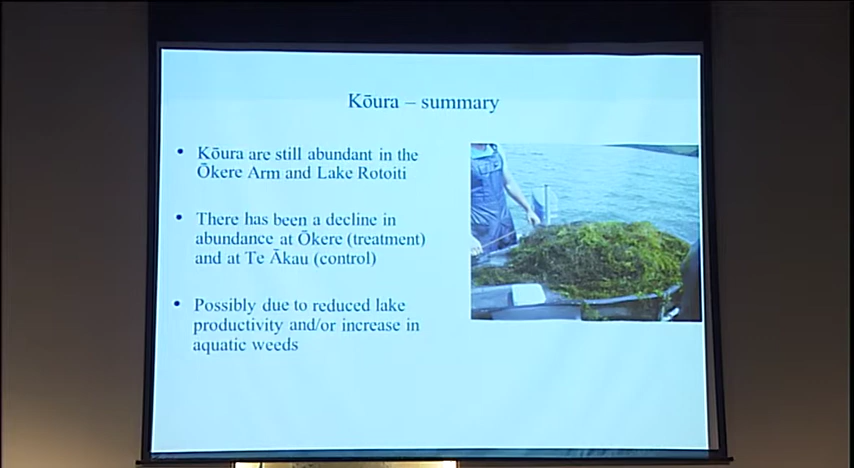 Kōura – summary
• Kōura are still abundant in the
Ōkere Arm and Lake Rotoiti
• There has been a decline in
abundance at Ōkere (treatment)
and at Te Ākau (control)
• Possibly due to reduced lake
productivity and/or increase in
aquatic weeds